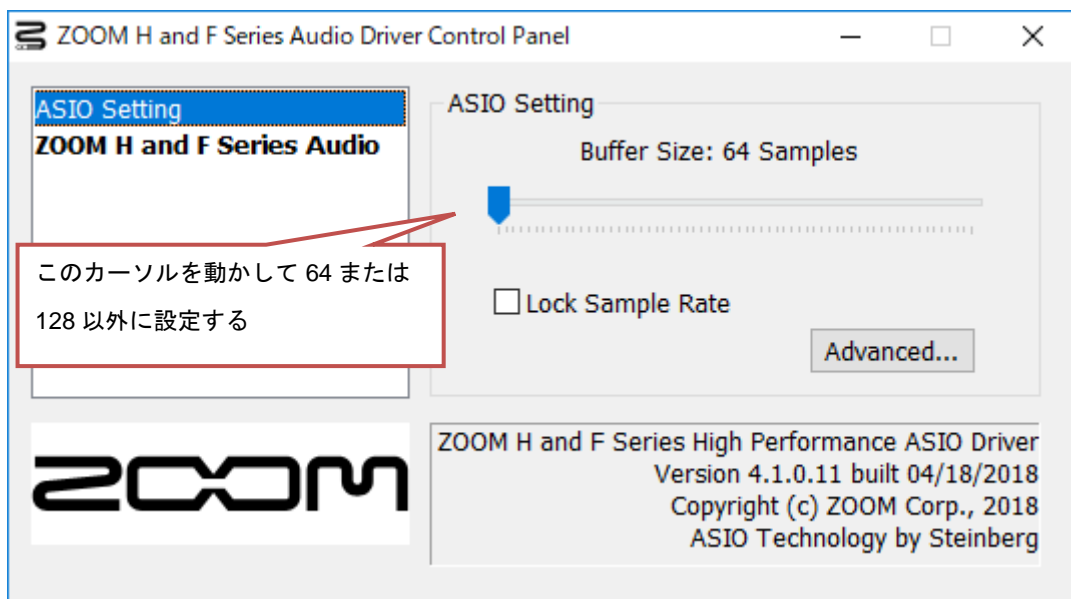 ZOOM H and F Series Audio Driver Control Panel
ASIO Setting
ZOOM H and F Series Audio
ASIO Setting
Buffer Size: 64 Samples
このカーソルを動かして 64 または
128 以外に設定する
Lock Sample Rate
Advanced...
ZOOM
ZOOM H and F Series High Performance ASIO Driver
Version 4.1.0.11 built 04/18/2018
Copyright (c) ZOOM Corp., 2018
ASIO Technology by Steinberg